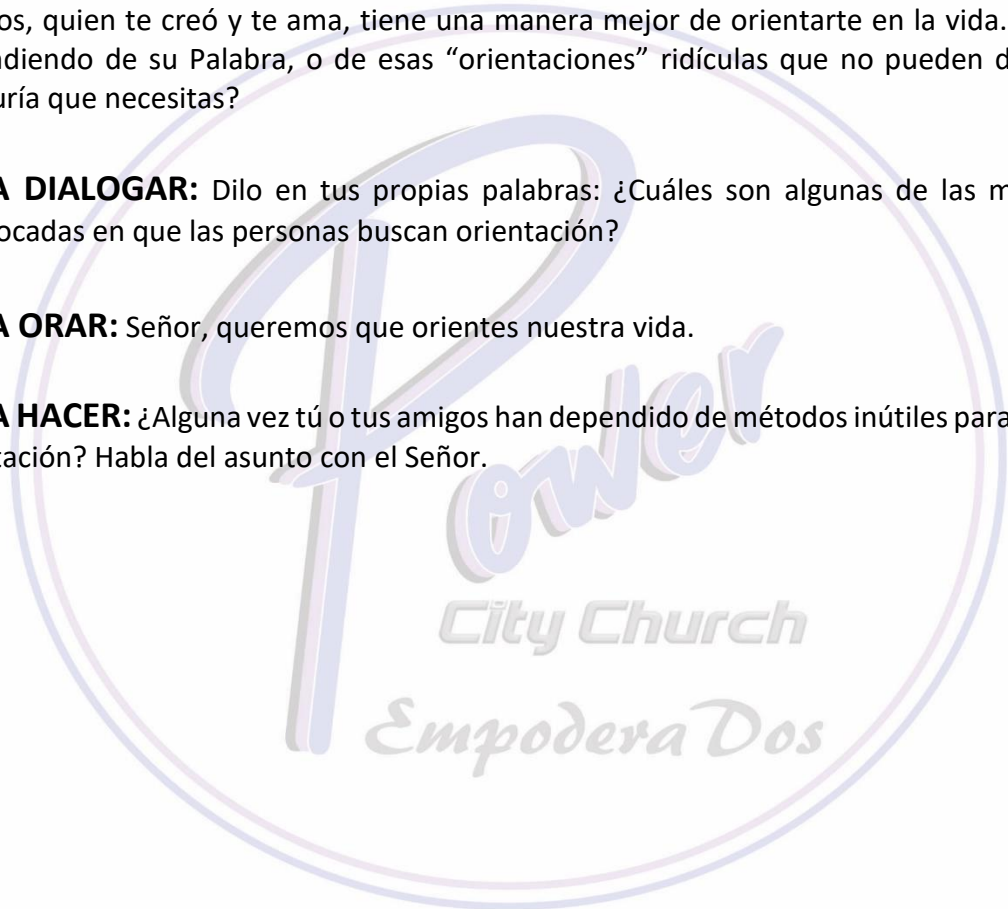 os, quien te creó y te ama, tiene una manera mejor de orientarte en la vida.
ndiendo de su Palabra, o de esas “orientaciones” ridículas que no pueden d
uría que necesitas?
A DIALOGAR: Dilo en tus propias palabras: ¿Cuáles son algunas de las m
ocadas en que las personas buscan orientación?
A ORAR: Señor, queremos que orientes nuestra vida.
A HACER: ¿Alguna vez tú o tus amigos han dependido de métodos inútiles para
tación? Habla del asunto con el Señor.
Power
City Church
EmpoderaDos